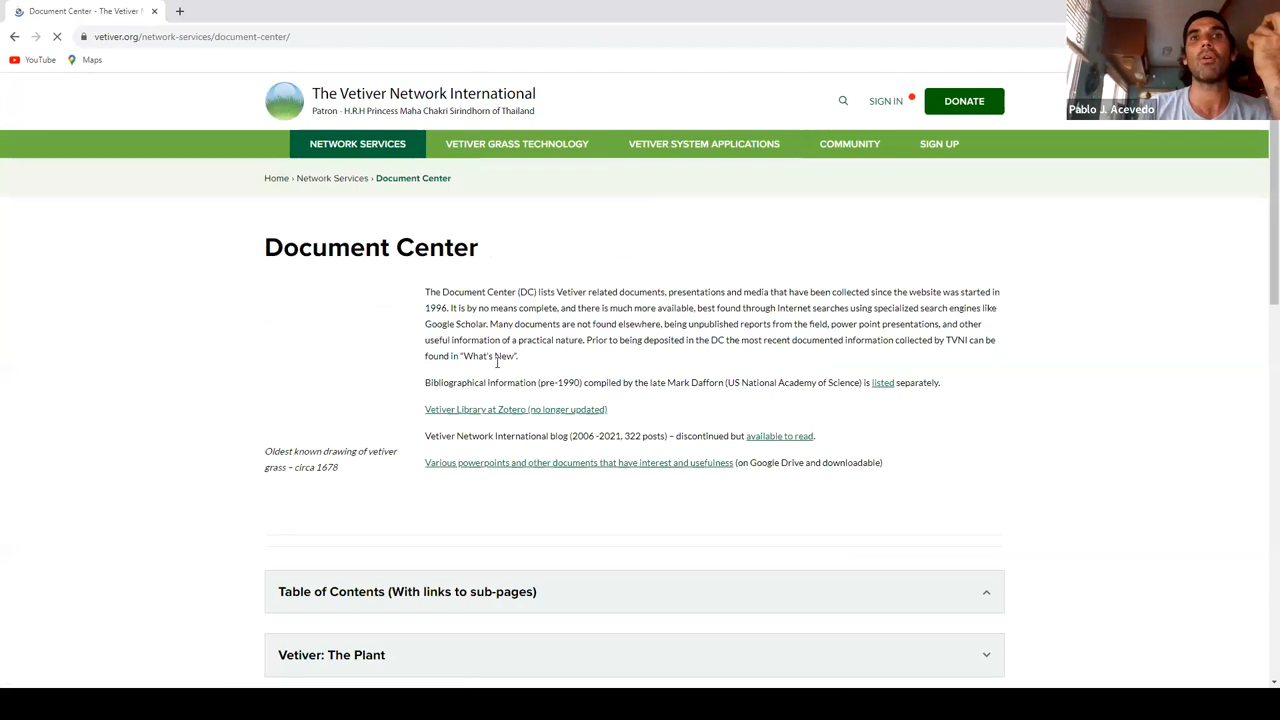 Document Center - The Vetiver N
vetiver.org/network-services/document-center/
YouTube Maps
Pablo J. Acevedo
The Vetiver Network International
Patron - H.R.H Princess Maha Chakri Sirindhorn of Thailand
SIGN IN
DONATE
NETWORK SERVICES VETIVER GRASS TECHNOLOGY VETIVER SYSTEM APPLICATIONS COMMUNITY SIGN UP
Home › Network Services › Document Center
Document Center
The Document Center (DC) lists Vetiver related documents, presentations and media that have been collected since the website was started in
1996. It is by no means complete, and there is much more available, best found through Internet searches using specialized search engines like
Google Scholar. Many documents are not found elsewhere, being unpublished reports from the field, power point presentations, and other
useful information of a practical nature. Prior to being deposited in the DC the most recent documented information collected by TVNI can be
found in "What's New".
Bibliographical information (pre-1990) compiled by the late Mark Dafforn (US National Academy of Science) is listed separately.
Vetiver Library at Zotero (no longer updated)
Vetiver Network International blog (2006 -2021, 322 posts) – discontinued but available to read.
Oldest known drawing of vetiver
grass – circa 1678
Various powerpoints and other documents that have interest and usefulness (on Google Drive and downloadable)
Table of Contents (With links to sub-pages)
Vetiver: The Plant